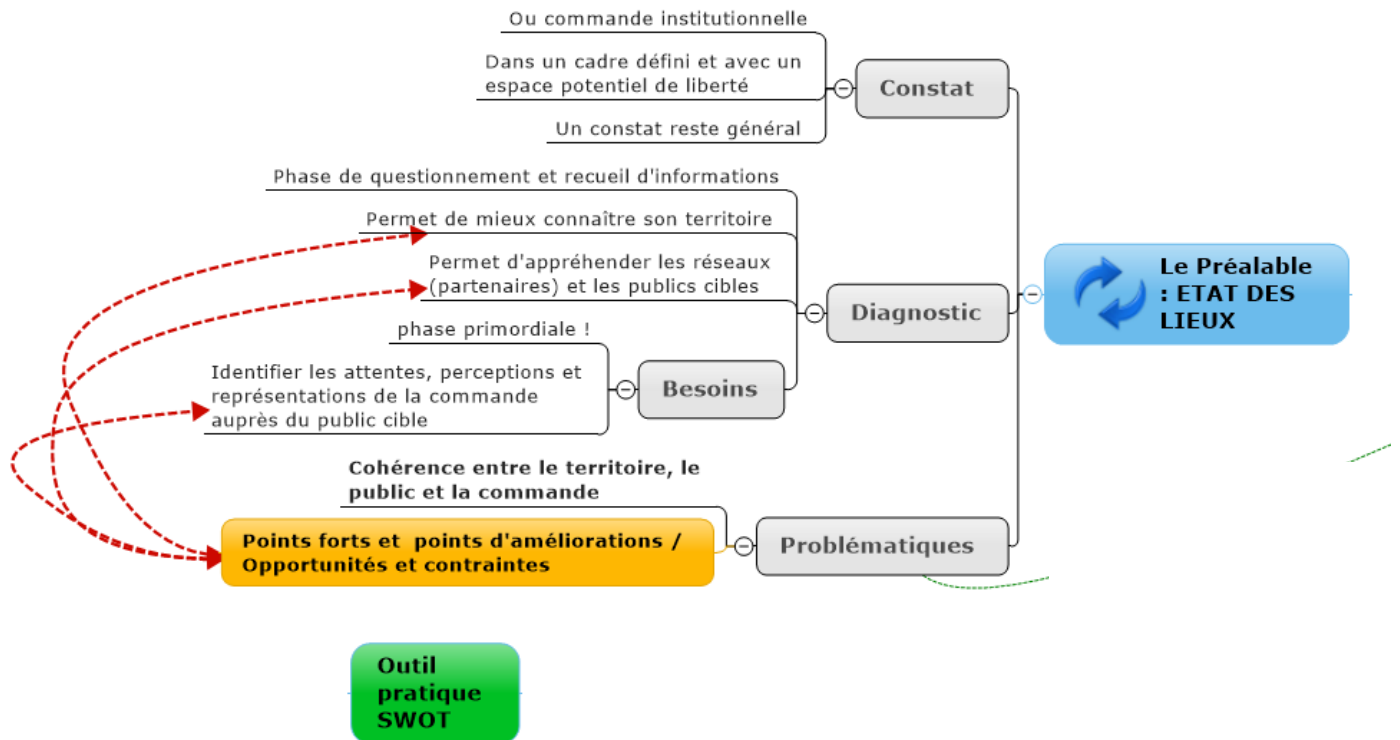 Ou commande institutionnelle
Dans un cadre défini et avec un
espace potentiel de liberté
Un constat reste général
Constat
Phase de questionnement et recueil d'informations
Permet de mieux connaître son territoire
Permet d'appréhender les réseaux
(partenaires) et les publics cibles
phase primordiale !
Identifier les attentes, perceptions et
représentations de la commande
auprès du public cible
Besoins
Diagnostic
Le Préalable
: ETAT DES
LIEUX
Cohérence entre le territoire, le
public et la commande
Points forts et  points d'améliorations /
Opportunités et contraintes
Problématiques
Outil
pratique
SWOT